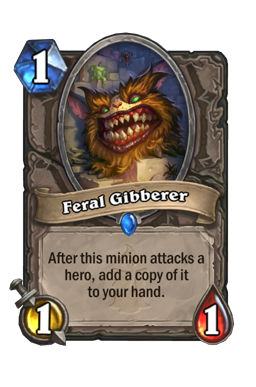 1
Feral Gibberer
After this minion attacks a
hero, add a copy of it
to your hand.
1
1